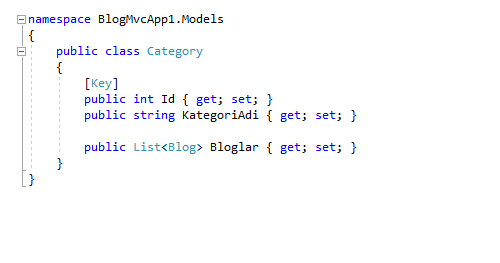 namespace BlogMvcApp1.Models
{
public class Category
{
[Key]
public int Id { get; set; }
public string KategoriAdi { get; set; }
public List<Blog> Bloglar { get; set; }
}
}